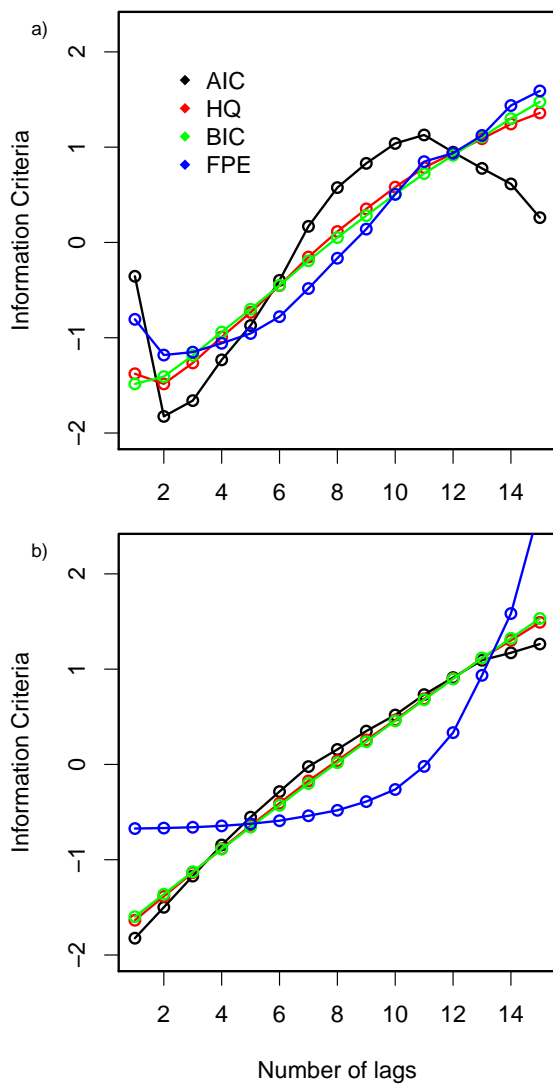 a)
AIC
HQ
BIC
FPE
Information Criteria
2
1
0
−1
−2
2 4 6 8 10 12 14
b)
Information Criteria
2
1
0
−1
−2
2 4 6 8 10 12 14
Number of lags